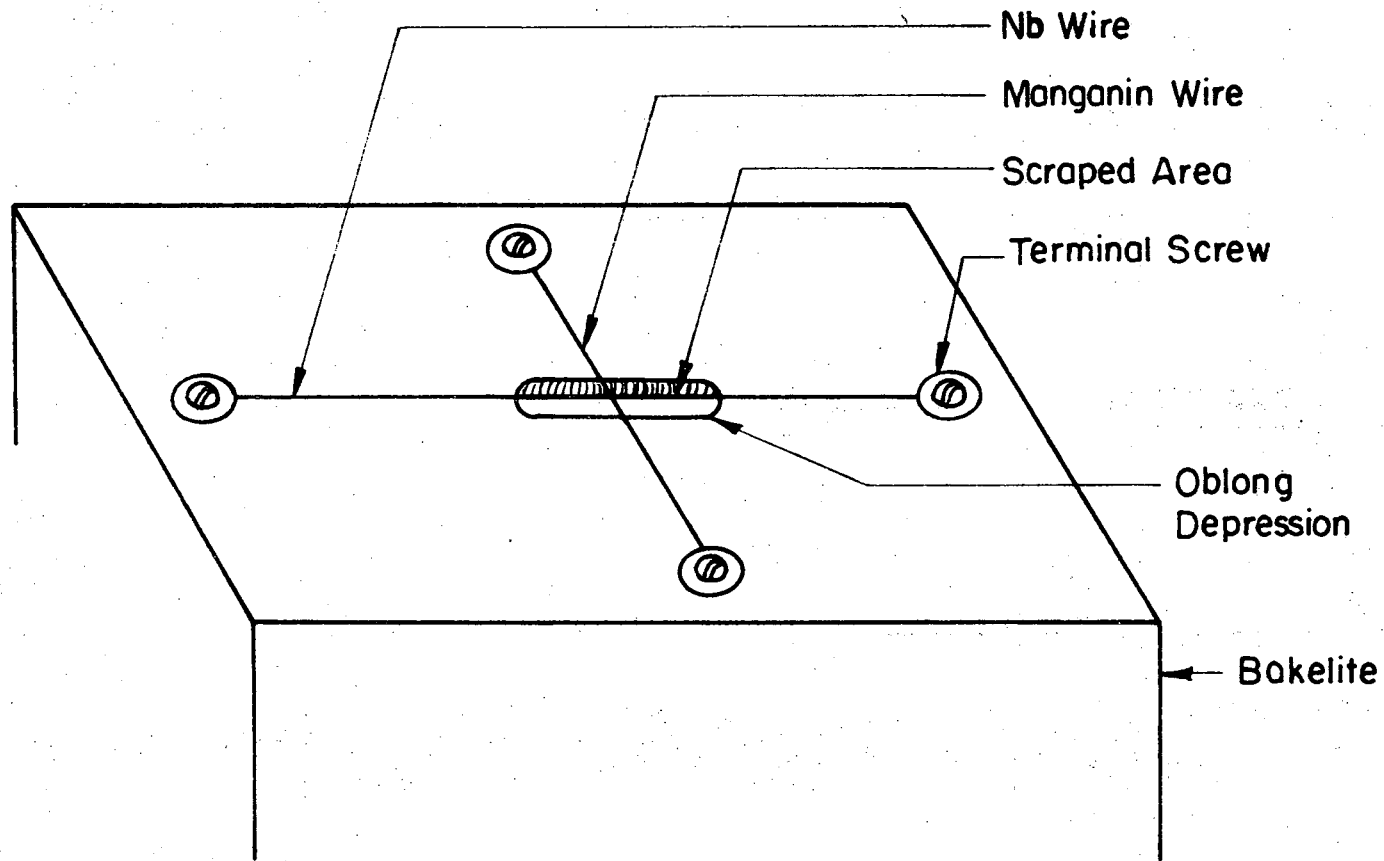 Nb Wire
Manganin Wire
Scraped Area
Terminal Screw
Oblong
Depression
Bakelite